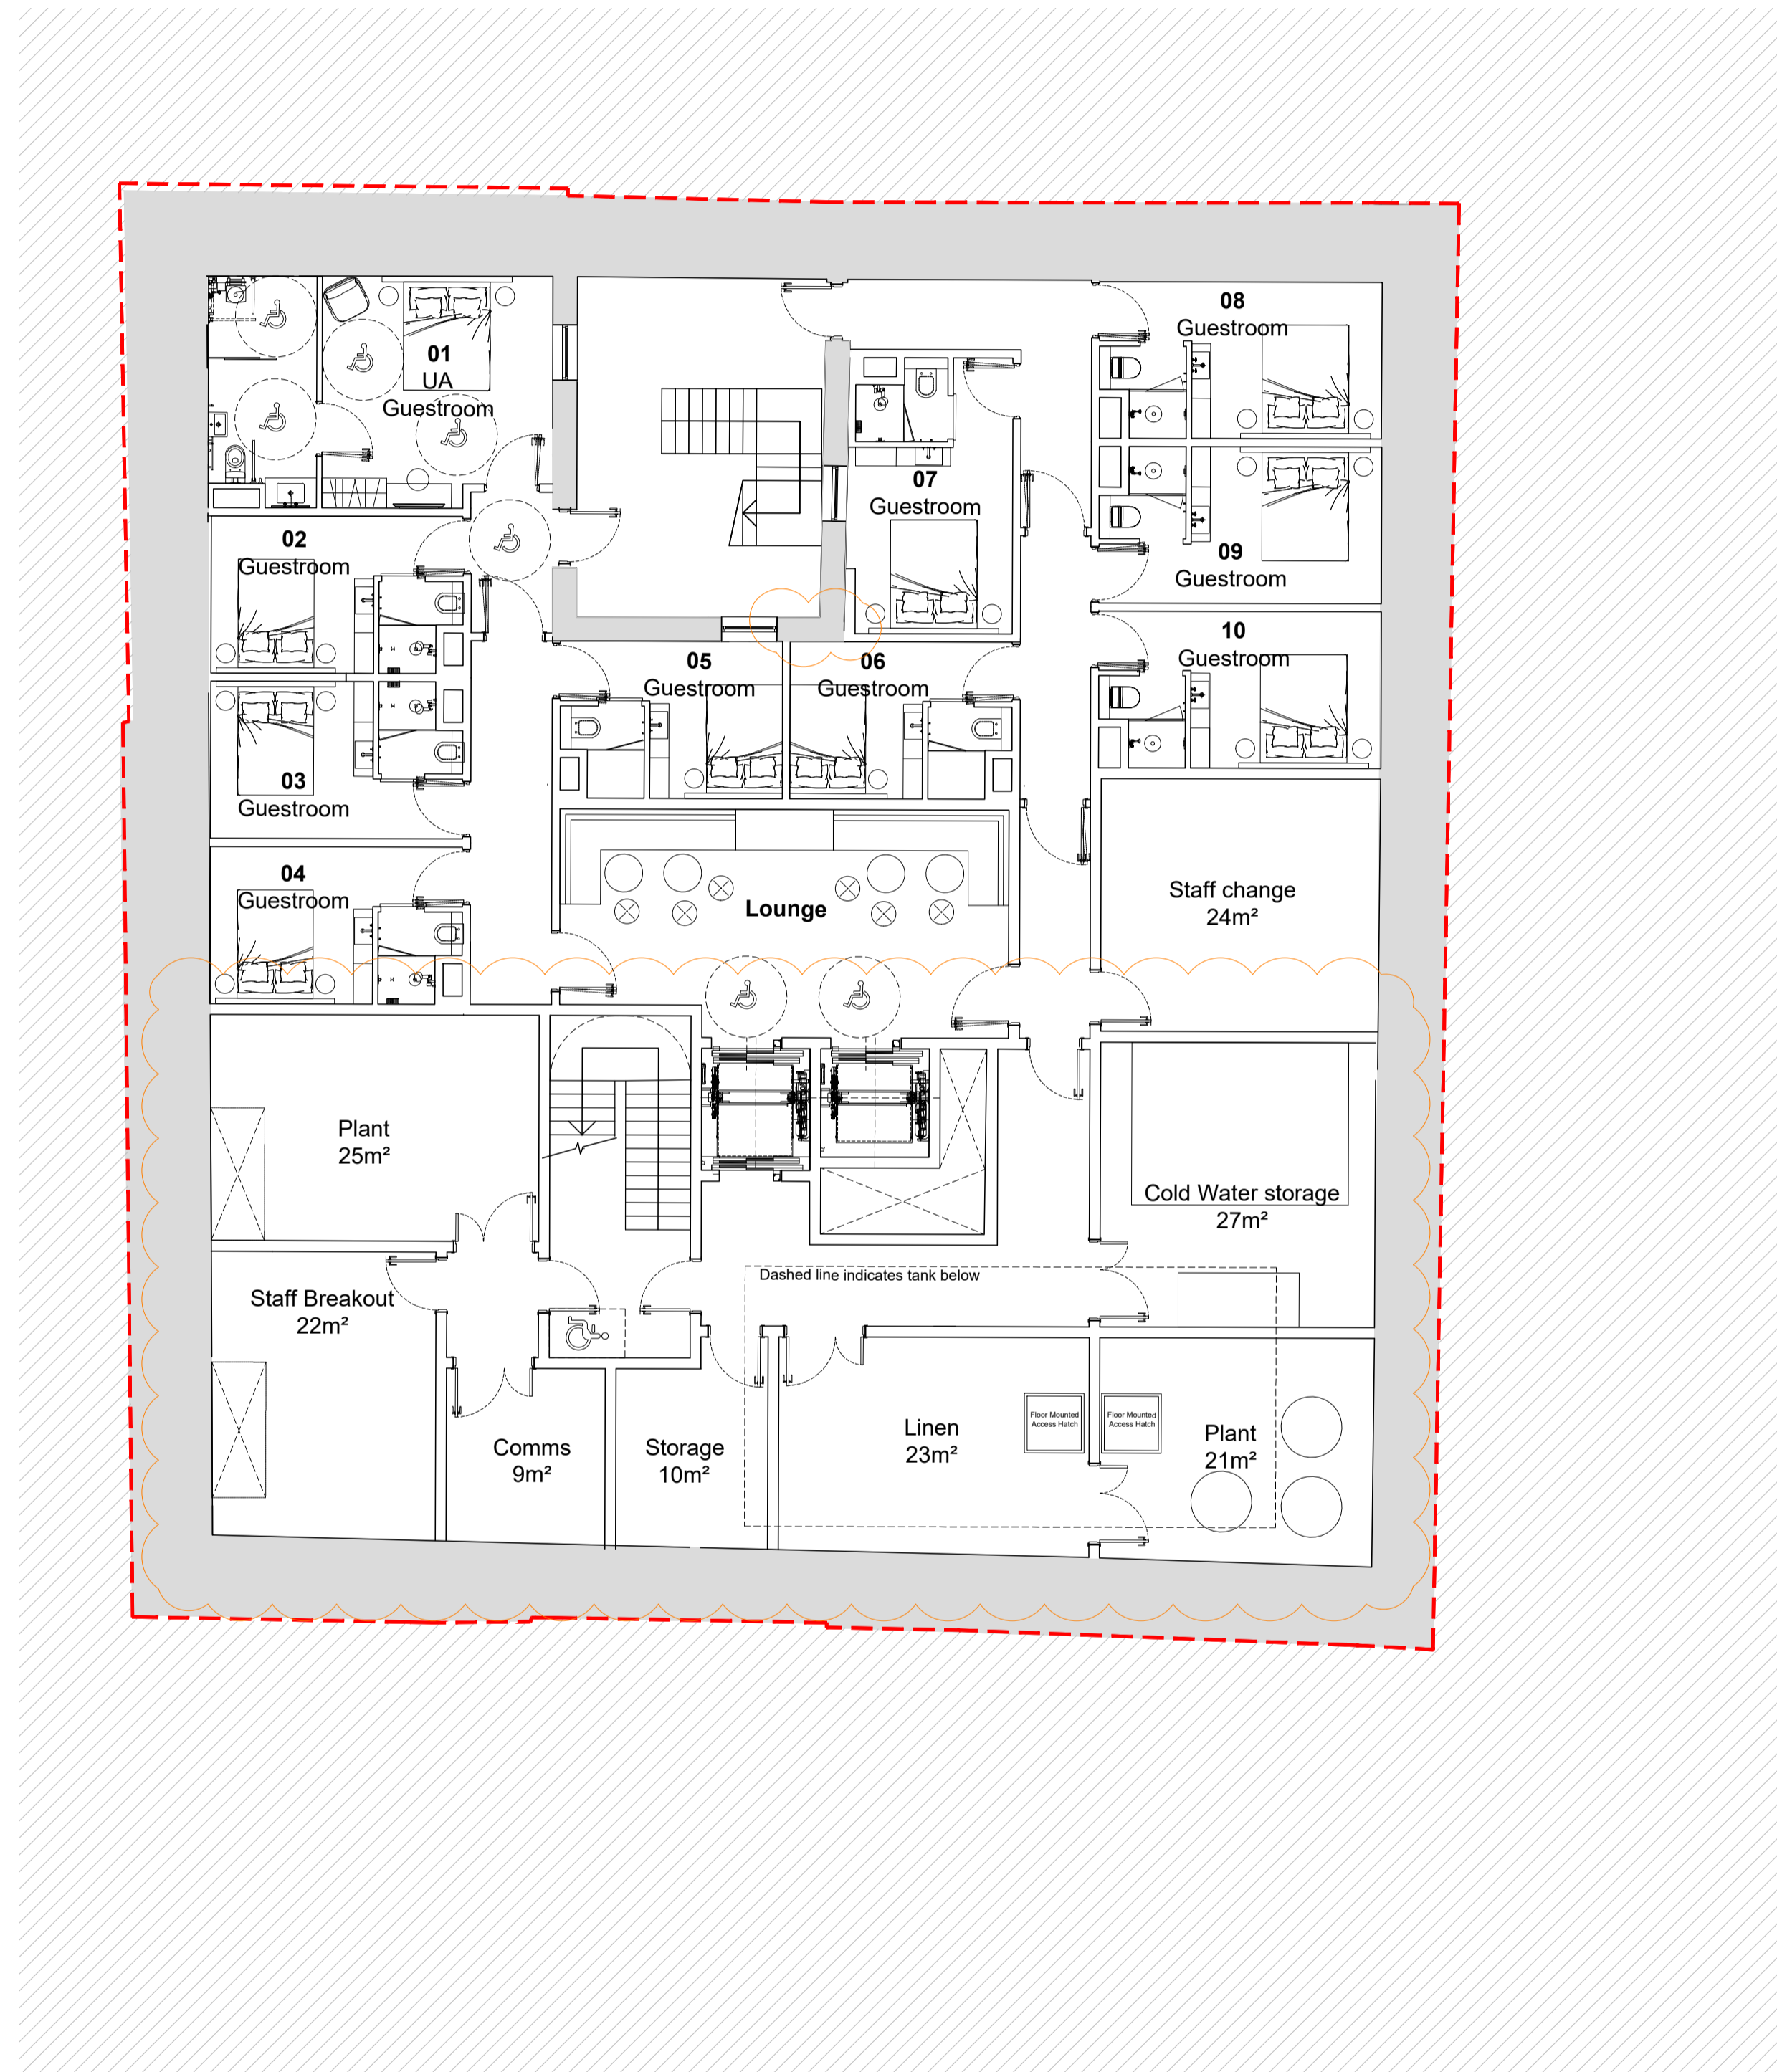 01
UA
Guestroom
08
Guestroom
07
Guestroom
02
Guestroom
09
Guestroom
10
Guestroom
05
Guestroom
06
Guestroom
03
Guestroom
04
Guestroom
Lounge
Staff change
24m²
Plant
25m²
Cold Water storage
27m²
Dashed line indicates tank below
Staff Breakout
22m²
Comms
9m²
Storage
10m²
Linen
23m²
Floor Mounted
Access Hatch
Floor Mounted
Access Hatch
Plant
21m²